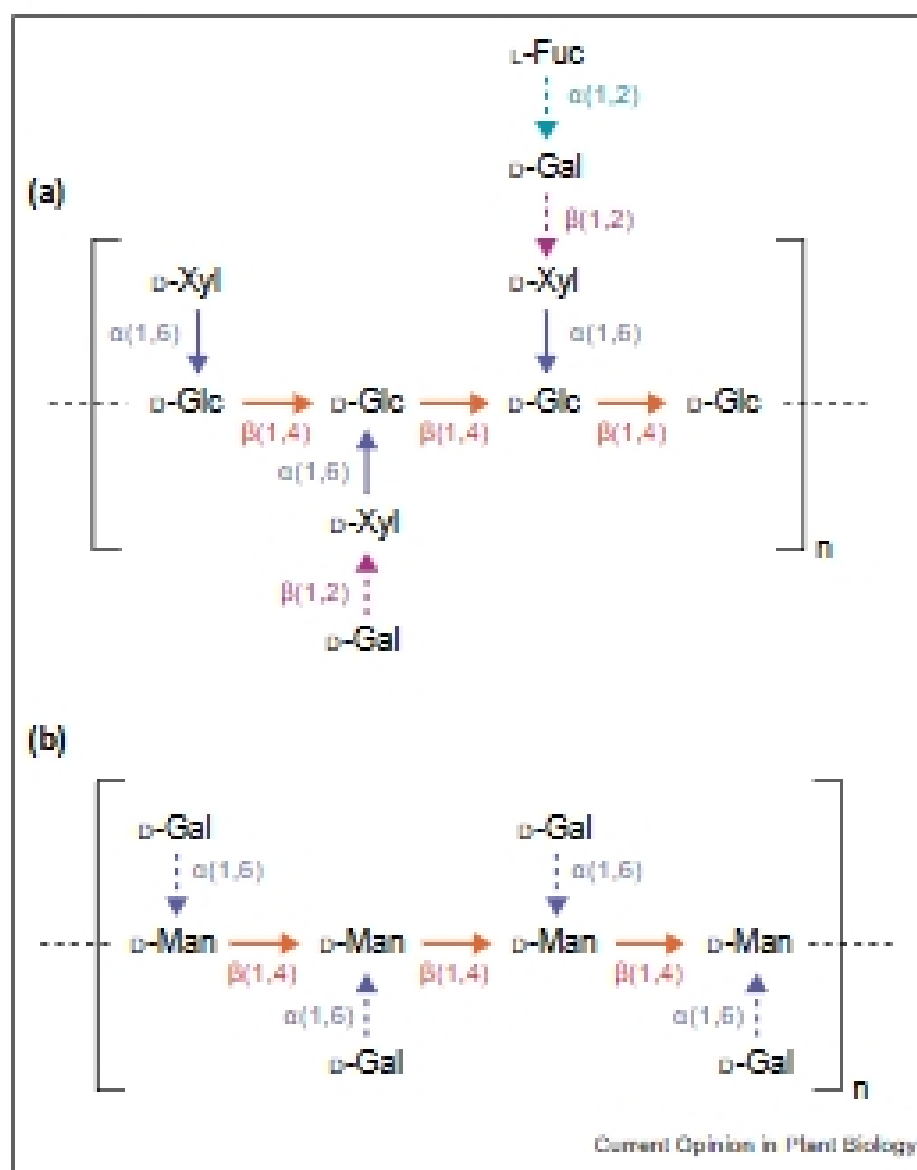 L-Fuc
α(1,2)
D-Gal
(a)
β(1,2)
D-Xyl D-Xyl
α(1,6) α(1,6)
D-Glc D-Glc D-Glc D-Glc
β(1,4) β(1,4) β(1,4)
α(1,6)
D-Xyl
n
β(1,2)
D-Gal
(b)
D-Gal D-Gal
α(1,6) α(1,6)
D-Man D-Man D-Man D-Man
β(1,4) β(1,4) β(1,4)
α(1,6) α(1,6)
D-Gal D-Gal
n
Current Opinion in Plant Biology